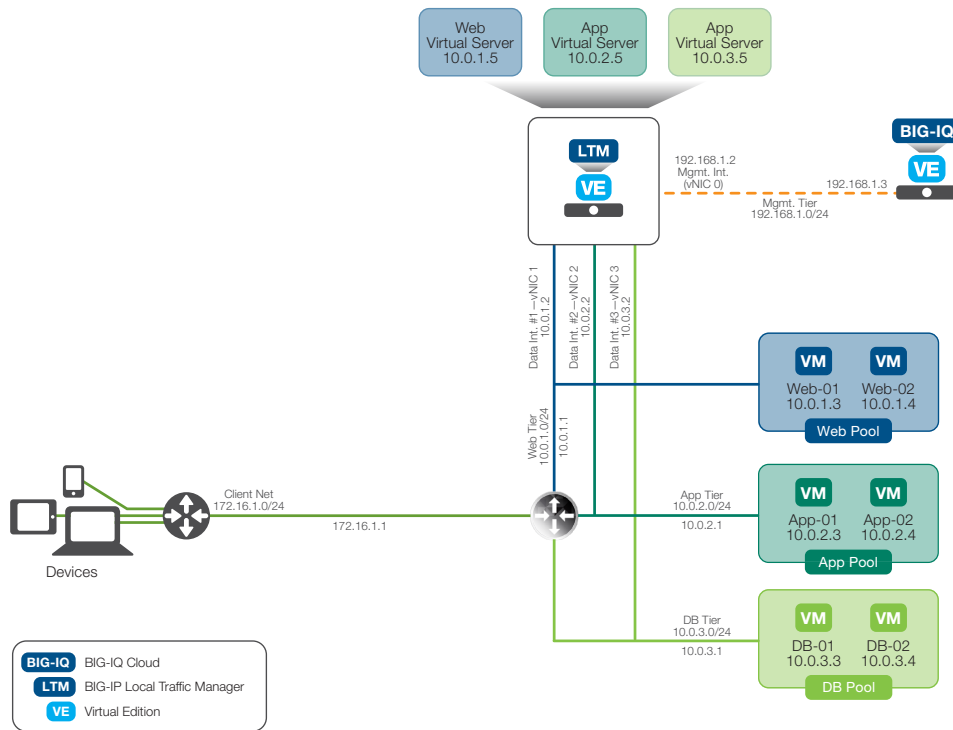 Web
Virtual Server
10.0.1.5
App
Virtual Server
10.0.2.5
App
Virtual Server
10.0.3.5
LTM
VE
192.168.1.2
Mgmt. Int.
(vNIC 0)
192.168.1.3
Mgmt. Tier
192.168.1.0/24
BIG-IQ
VE
Data Int. #1—vNIC 1
10.0.1.2
Data Int. #2—vNIC 2
10.0.2.2
Data Int. #3—vNIC 3
10.0.3.2
Web Tier
10.0.1.0/24
10.0.1.1
VM
Web-01
10.0.1.3
VM
Web-02
10.0.1.4
Web Pool
Client Net
172.16.1.0/24
172.16.1.1
Devices
App Tier
10.0.2.0/24
10.0.2.1
VM
App-01
10.0.2.3
VM
App-02
10.0.2.4
App Pool
DB Tier
10.0.3.0/24
10.0.3.1
VM
DB-01
10.0.3.3
VM
DB-02
10.0.3.4
DB Pool
BIG-IQ BIG-IQ Cloud
LTM BIG-IP Local Traffic Manager
VE Virtual Edition